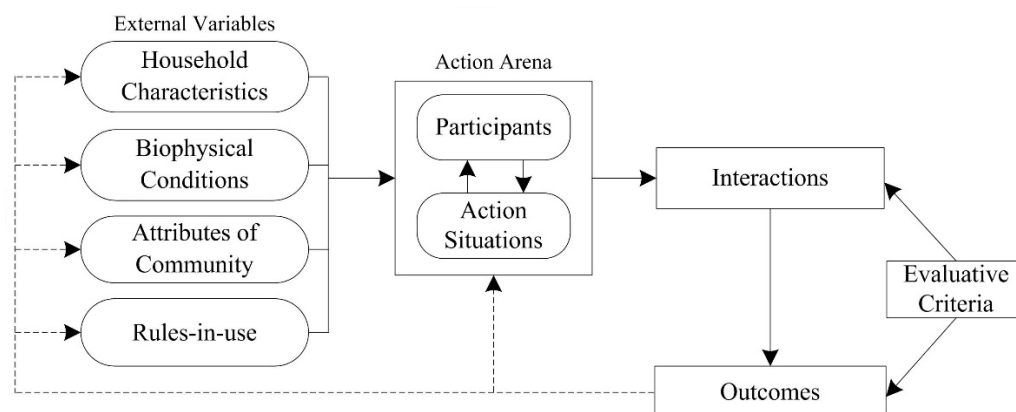 External Variables
Household
Characteristics
Biophysical
Conditions
Attributes of
Community
Rules-in-use
Action Arena
Participants
Action
Situations
Interactions
Evaluative
Criteria
Outcomes